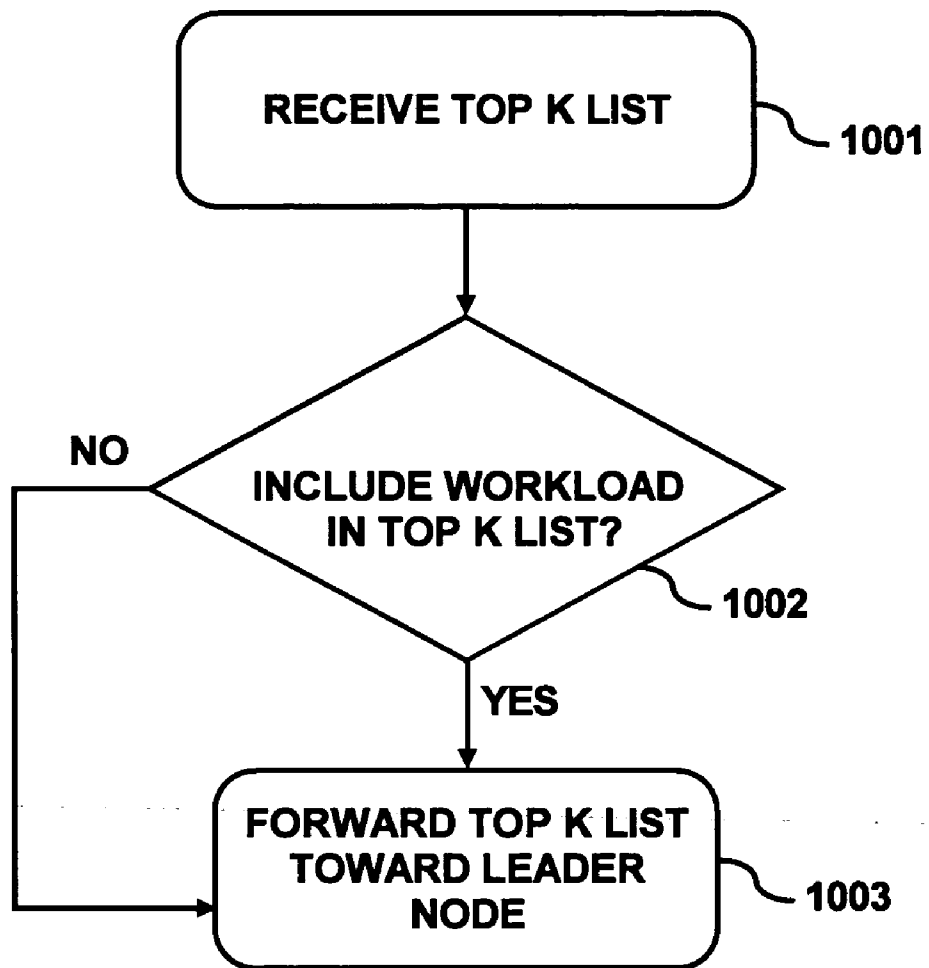 RECEIVE TOP K LIST
1001
NO
INCLUDE WORKLOAD
IN TOP K LIST?
1002
YES
FORWARD TOP K LIST
TOWARD LEADER
NODE
1003